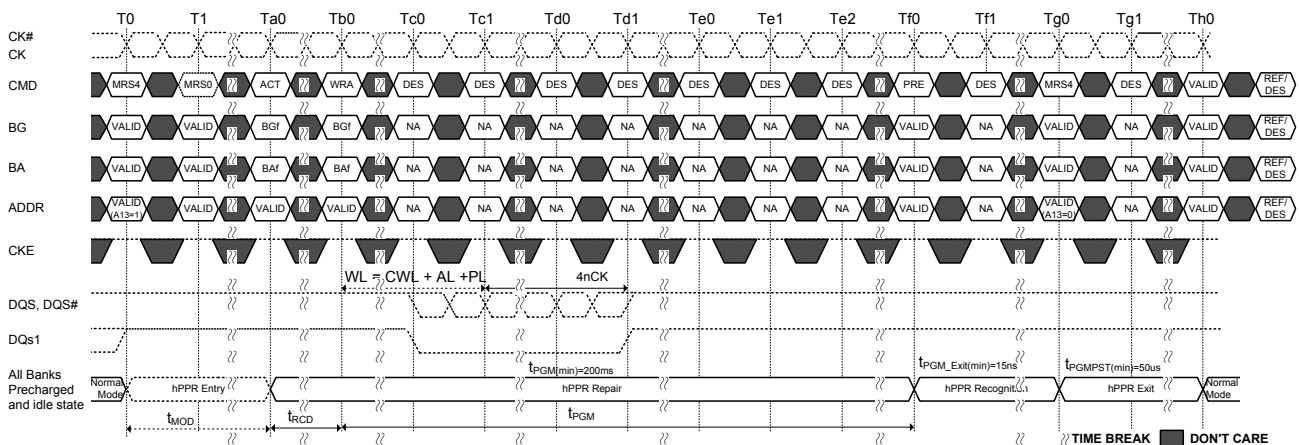 T0 T1 Ta0 Tb0 Tc0 Tc1 Td0 Td1 Te0 Te1 Te2 Tf0 Tf1 Tg0 Tg1 Th0
CK#
CK
CMD MRS4 MRS0 ACT WRA DES DES DES DES DES DES DES PRE DES MRS4 DES VALID REF/DES
BG VALID VALID BGf BGf NA NA NA NA NA NA NA VALID NA VALID NA VALID REF/DES
BA VALID VALID BAf BAf NA NA NA NA NA NA NA VALID NA VALID NA VALID REF/DES
ADDR VALID (A13=1) VALID VALID VALID NA NA NA NA NA NA NA VALID NA VALID (A13=0) NA VALID REF/DES
CKE
WL = CWL + AL +PL 4nCK
DQS, DQS#
DQs1
tPGM(min)=200ms tPGM_Exit(min)=15ns tPGMPST(min)=50us
All Banks
Precharged
and idle state
Normal Mode hPPR Entry hPPR Repair hPPR Recognition hPPR Exit Normal Mode
tMOD tRCD tPGM
TIME BREAK DON'T CARE